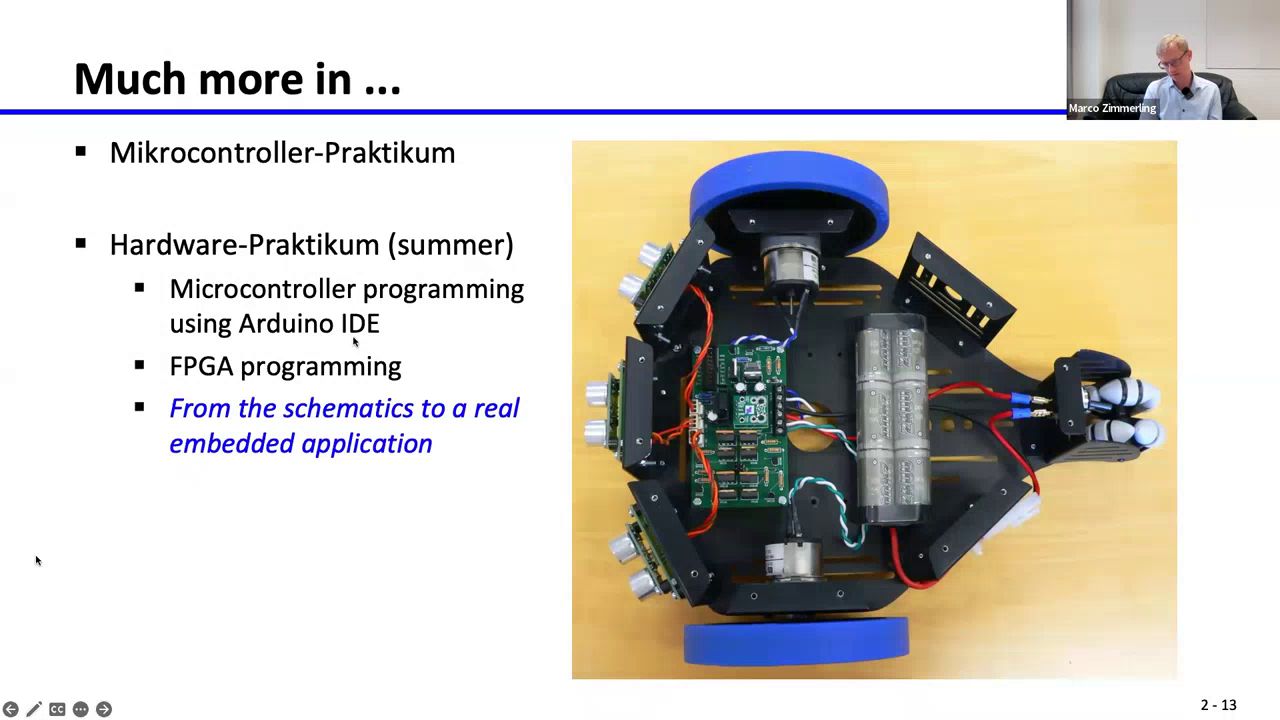 Much more in ...
Marco Zimmerling
▪ Mikrocontroller-Praktikum
▪ Hardware-Praktikum (summer)
▪ Microcontroller programming
using Arduino IDE
▪ FPGA programming
▪ From the schematics to a real
embedded application
CC
2 - 13